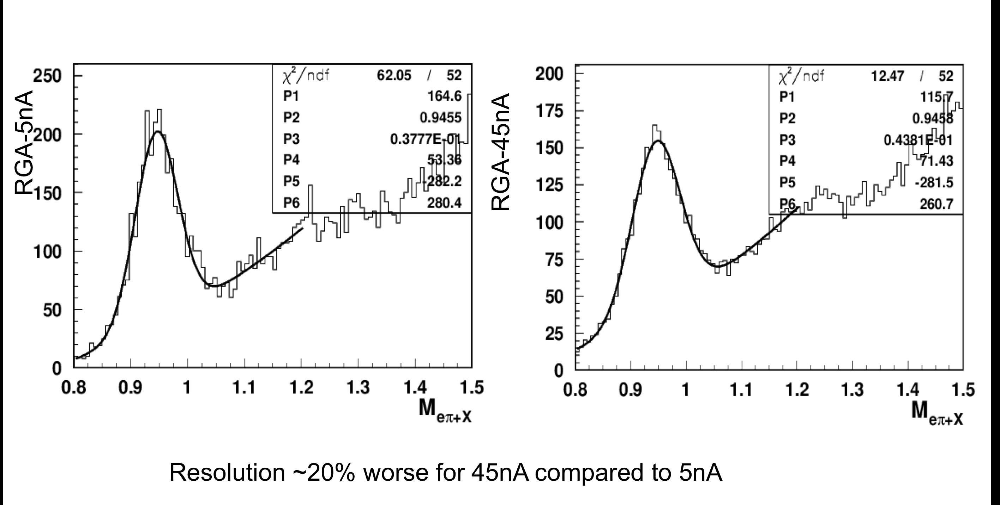 RGA-5nA
250
200
150
100
50
0
0.8 0.9 1 1.1 1.2 1.3 1.4 1.5
Meπ+X
χ²/ndf 62.05 / 52
P1 164.6
P2 0.9455
P3 0.3777E-01
P4 53.36
P5 -282.2
P6 280.4
RGA-45nA
200
175
150
125
100
75
50
25
0
0.8 0.9 1 1.1 1.2 1.3 1.4 1.5
Meπ+X
χ²/ndf 12.47 / 52
P1 115.7
P2 0.9458
P3 0.4381E-01
P4 71.43
P5 -281.5
P6 260.7
Resolution ~20% worse for 45nA compared to 5nA